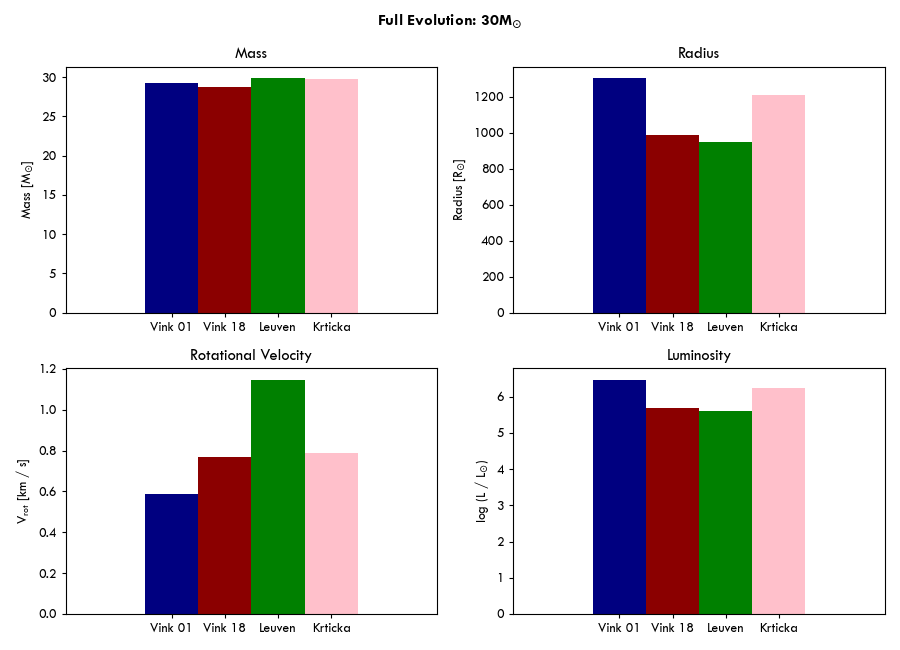 Full Evolution: 30M⊙
Mass
Mass [M⊙]
30
25
20
15
10
5
0
Vink 01 Vink 18 Leuven Krticka
Radius
Radius [R⊙]
1200
1000
800
600
400
200
0
Vink 01 Vink 18 Leuven Krticka
Rotational Velocity
Vrot [km / s]
1.2
1.0
0.8
0.6
0.4
0.2
0.0
Vink 01 Vink 18 Leuven Krticka
Luminosity
log (L / L⊙)
6
5
4
3
2
1
0
Vink 01 Vink 18 Leuven Krticka